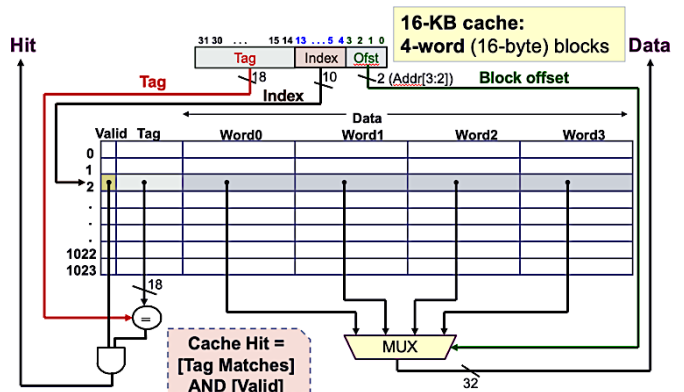 16-KB cache:
4-word (16-byte) blocks
Hit
Data
31 30 ... 15 14 13 ... 5 4 3 2 1 0
Tag Index Ofst
18 10 2 (Addr[3:2])
Tag
Index
Block offset
Data
Valid Tag Word0 Word1 Word2 Word3
0
1
2
.
.
.
1022
1023
18
=
Cache Hit =
[Tag Matches]
AND [Valid]
MUX
32